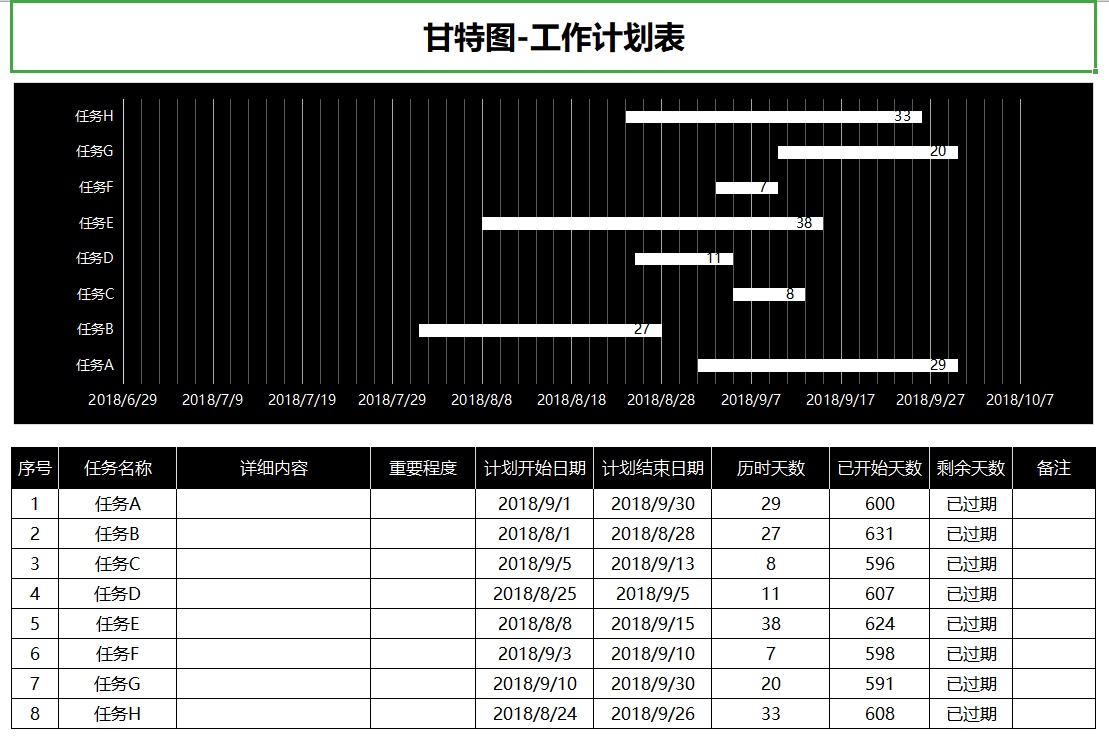 甘特图-工作计划表
任务H 33
任务G 20
任务F 7
任务E 38
任务D 11
任务C 8
任务B 27
任务A 29
2018/6/29 2018/7/9 2018/7/19 2018/7/29 2018/8/8 2018/8/18 2018/8/28 2018/9/7 2018/9/17 2018/9/27 2018/10/7
序号 任务名称 详细内容 重要程度 计划开始日期 计划结束日期 历时天数 已开始天数 剩余天数 备注
1 任务A 2018/9/1 2018/9/30 29 600 已过期
2 任务B 2018/8/1 2018/8/28 27 631 已过期
3 任务C 2018/9/5 2018/9/13 8 596 已过期
4 任务D 2018/8/25 2018/9/5 11 607 已过期
5 任务E 2018/8/8 2018/9/15 38 624 已过期
6 任务F 2018/9/3 2018/9/10 7 598 已过期
7 任务G 2018/9/10 2018/9/30 20 591 已过期
8 任务H 2018/8/24 2018/9/26 33 608 已过期